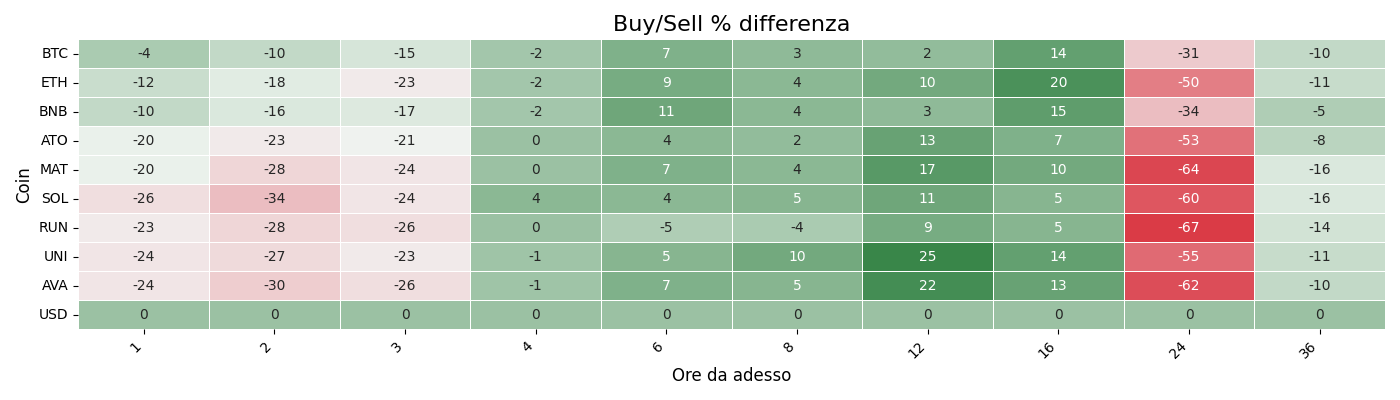 Buy/Sell % differenza
Coin
BTC -4 -10 -15 -2 7 3 2 14 -31 -10
ETH -12 -18 -23 -2 9 4 10 20 -50 -11
BNB -10 -16 -17 -2 11 4 3 15 -34 -5
ATO -20 -23 -21 0 4 2 13 7 -53 -8
MAT -20 -28 -24 0 7 4 17 10 -64 -16
SOL -26 -34 -24 4 4 5 11 5 -60 -16
RUN -23 -28 -26 0 -5 -4 9 5 -67 -14
UNI -24 -27 -23 -1 5 10 25 14 -55 -11
AVA -24 -30 -26 -1 7 5 22 13 -62 -10
USD 0 0 0 0 0 0 0 0 0 0
1 2 3 4 6 8 12 16 24 36
Ore da adesso